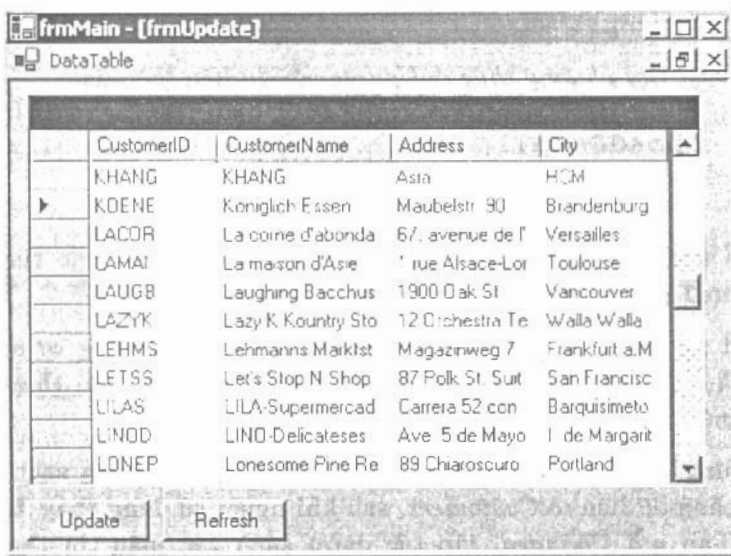 frmMain - [frmUpdate]
DataTable
CustomerID CustomerName Address City
KHANG KHANG Asia HCM
KOENE Koniglich Essen Maubelstr. 90 Brandenburg
LACOR La corne d'abonda 67, avenue de l' Versailles
LAMAI La maison d'Asie 1 rue Alsace-Lor Toulouse
LAUGB Laughing Bacchus 1900 Oak St. Vancouver
LAZYK Lazy K Kountry Sto 12 Orchestra Te Walla Walla
LEHMS Lehmanns Marktst Magazinweg 7 Frankfurt a.M
LETSS Let's Stop N Shop 87 Polk St. Suit San Francisc
LILAS LILA-Supermercad Carrera 52 con Barquisimeto
LINOD LINO-Delicateses Ave. 5 de Mayo I. de Margarit
LONEP Lonesome Pine Re 89 Chiaroscuro Portland
Update Refresh